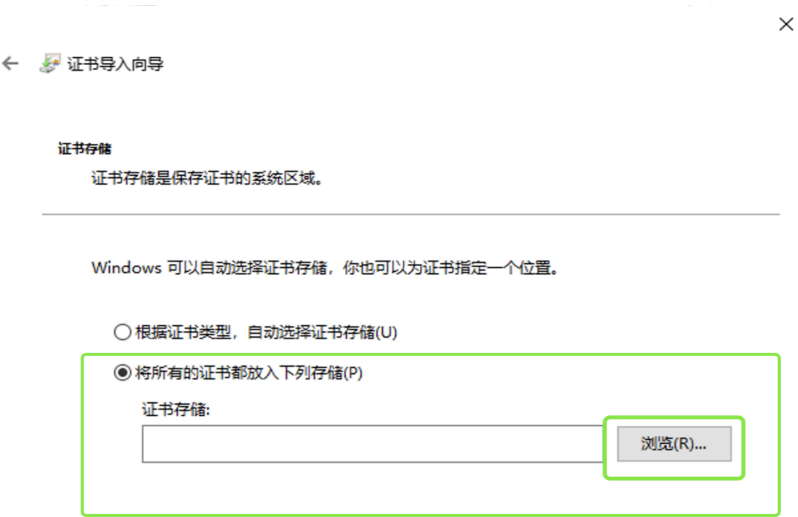 证书导入向导
证书存储
证书存储是保存证书的系统区域。
Windows 可以自动选择证书存储，你也可以为证书指定一个位置。
根据证书类型，自动选择证书存储(U)
将所有的证书都放入下列存储(P)
证书存储:
浏览(R)...